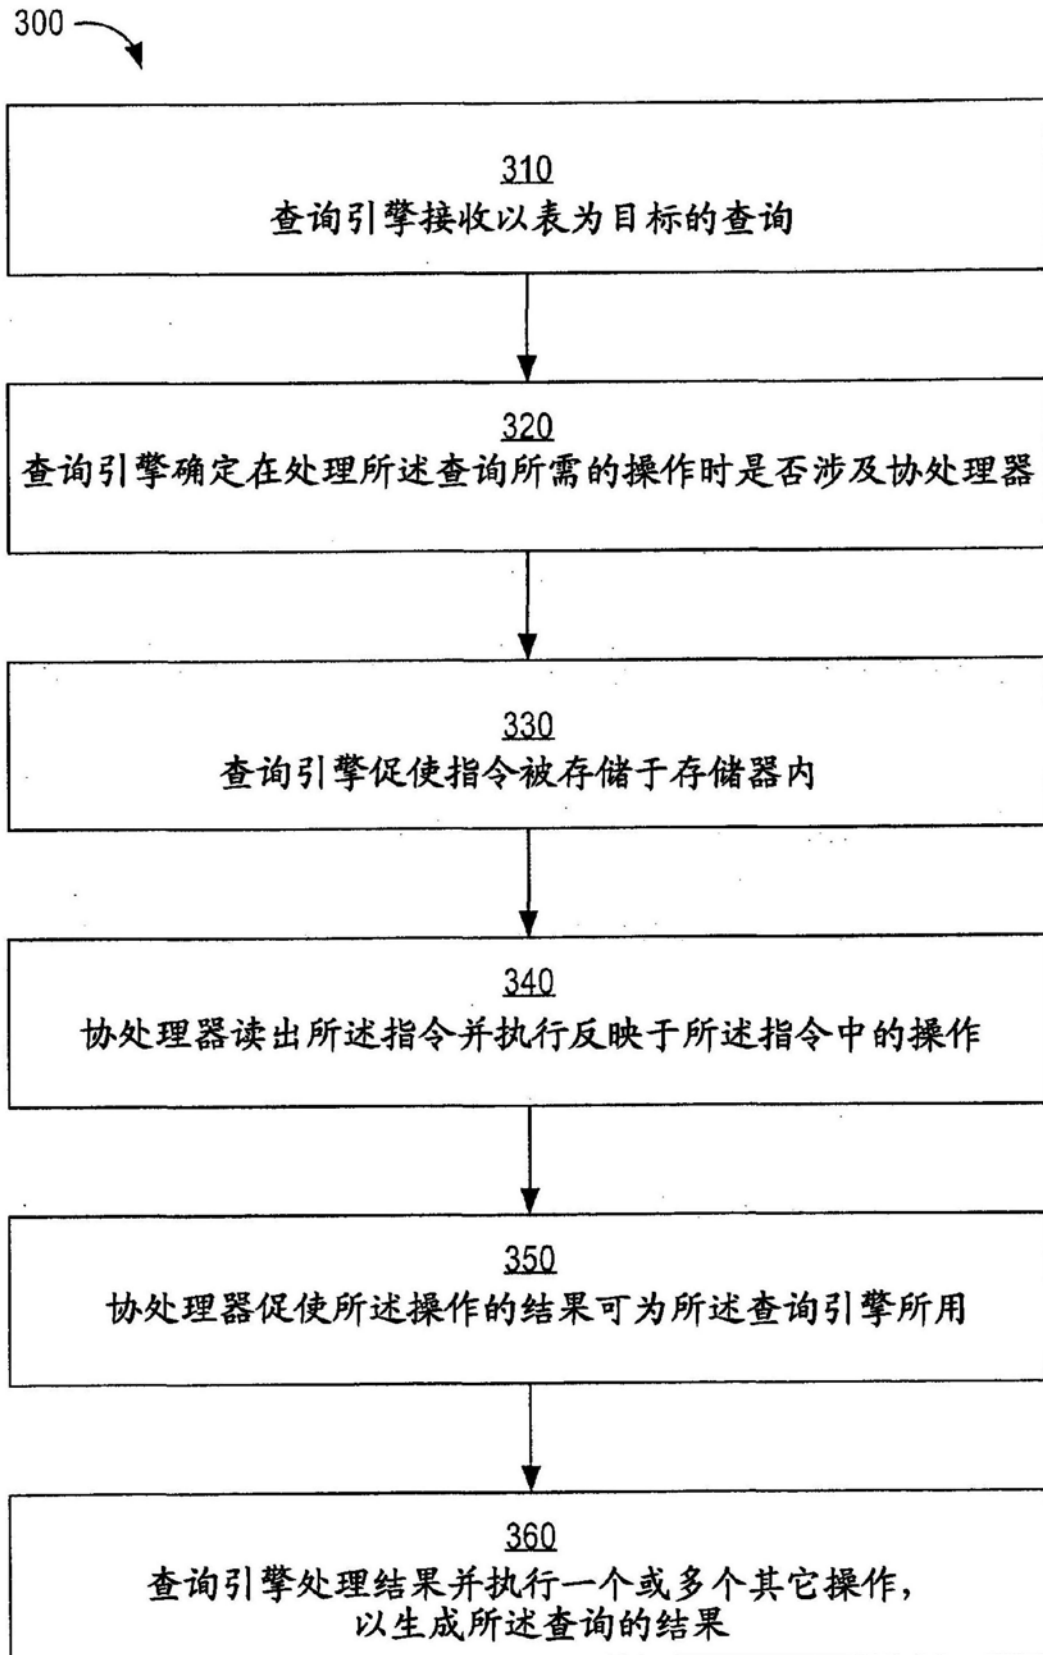 300
310
查询引擎接收以表为目标的查询
320
查询引擎确定在处理所述查询所需的操作时是否涉及协处理器
330
查询引擎促使指令被存储于存储器内
340
协处理器读出所述指令并执行反映于所述指令中的操作
350
协处理器促使所述操作的结果可为所述查询引擎所用
360
查询引擎处理结果并执行一个或多个其它操作，
以生成所述查询的结果